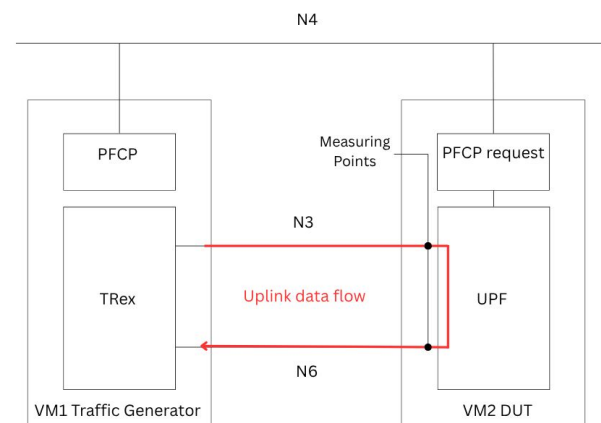 N4
Measuring
Points
PFCP
PFCP request
N3
TRex
Uplink data flow
UPF
N6
VM1 Traffic Generator
VM2 DUT